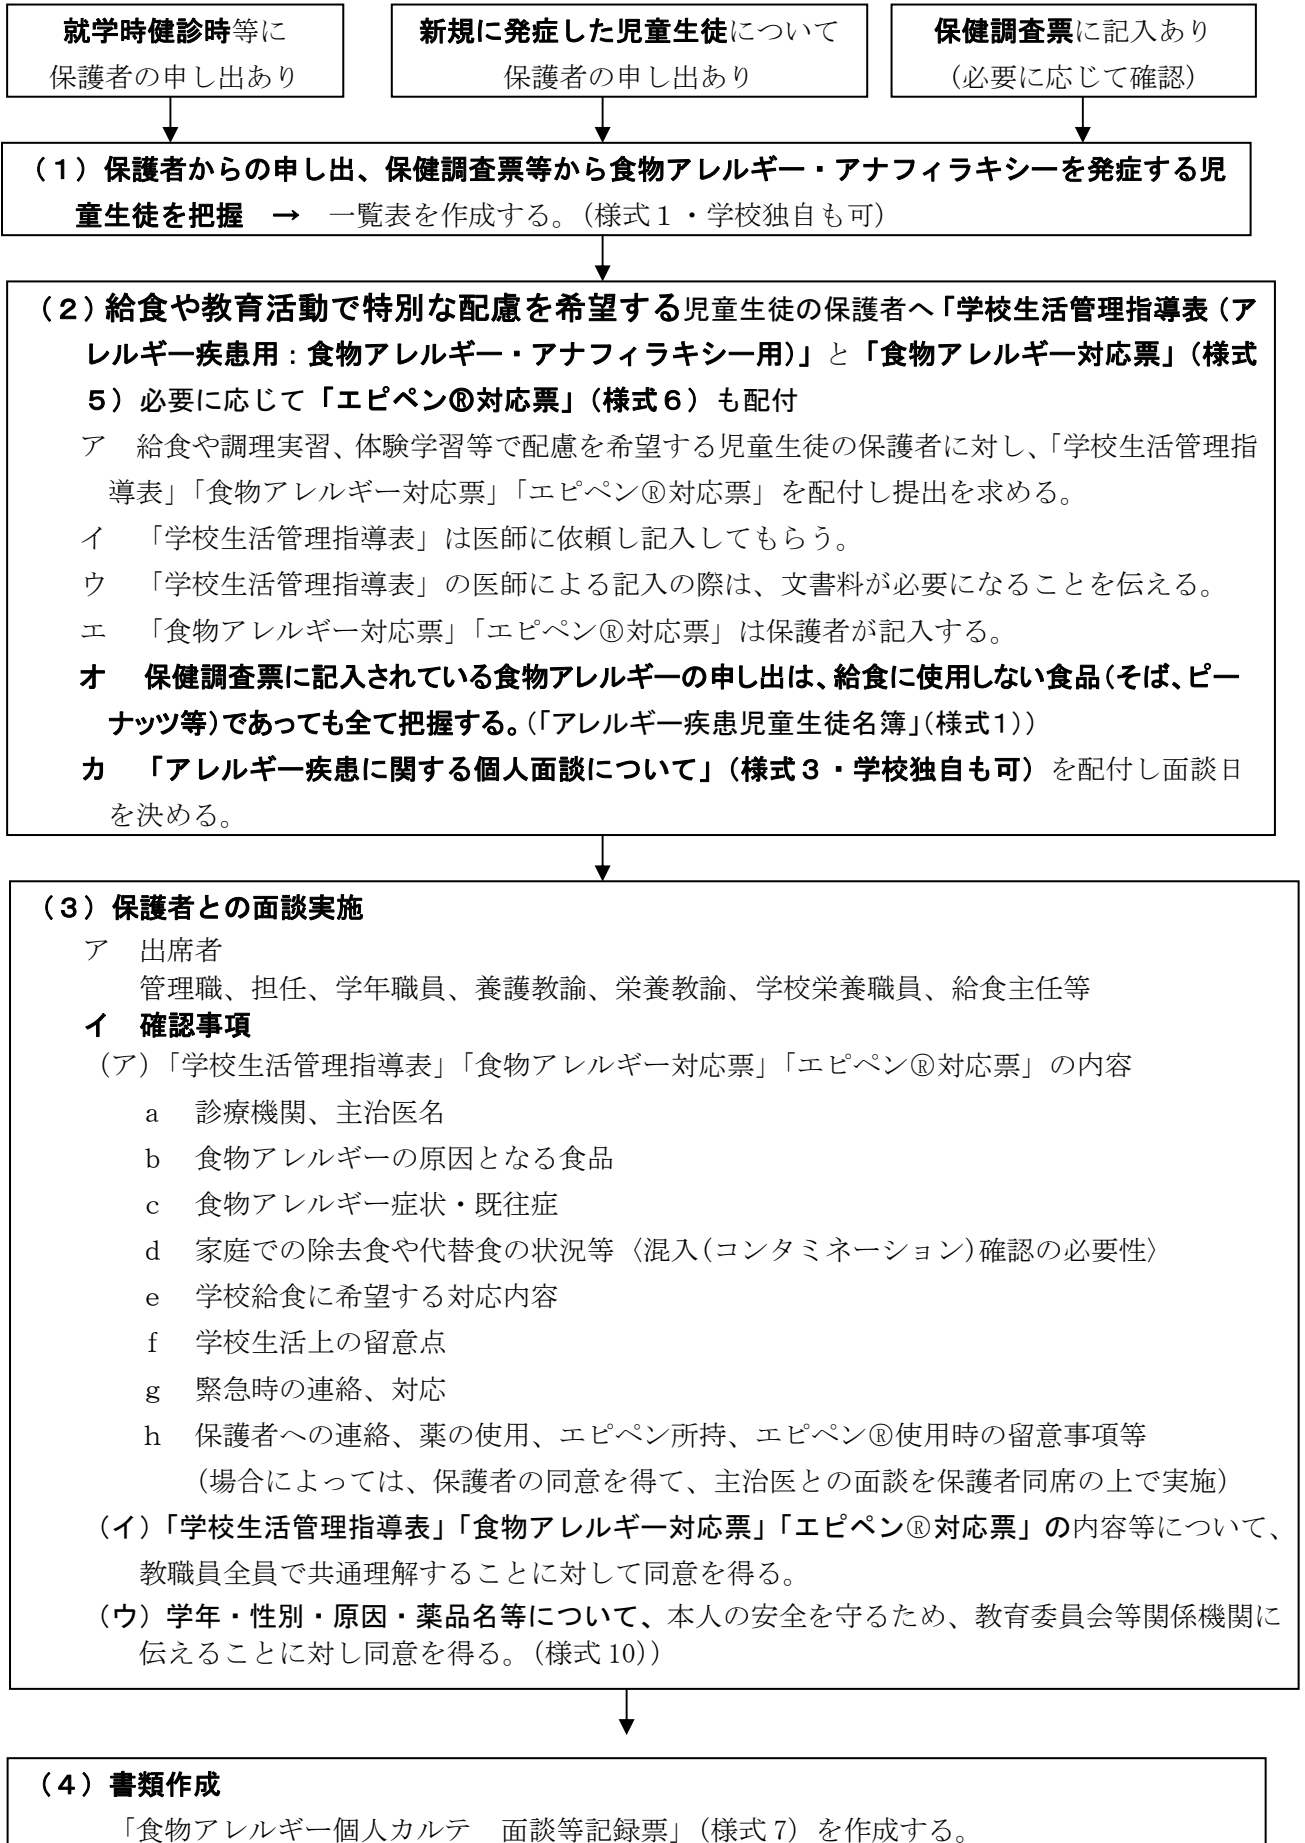 就学時健診時等に
保護者の申し出あり
新規に発症した児童生徒について
保護者の申し出あり
保健調査票に記入あり
（必要に応じて確認）
（１）保護者からの申し出、保健調査票等から食物アレルギー・アナフィラキシーを発症する児
童生徒を把握　→　一覧表を作成する。（様式１・学校独自も可）
（２）給食や教育活動で特別な配慮を希望する児童生徒の保護者へ「学校生活管理指導表（ア
レルギー疾患用：食物アレルギー・アナフィラキシー用）」と「食物アレルギー対応票」（様式
５）必要に応じて「エピペン®対応票」（様式６）も配付
ア　給食や調理実習、体験学習等で配慮を希望する児童生徒の保護者に対し、「学校生活管理指
導表」「食物アレルギー対応票」「エピペン®対応票」を配付し提出を求める。
イ　「学校生活管理指導表」は医師に依頼し記入してもらう。
ウ　「学校生活管理指導表」の医師による記入の際は、文書料が必要になることを伝える。
エ　「食物アレルギー対応票」「エピペン®対応票」は保護者が記入する。
オ　保健調査票に記入されている食物アレルギーの申し出は、給食に使用しない食品（そば、ピー
ナッツ等）であっても全て把握する。（「アレルギー疾患児童生徒名簿」（様式1））
カ　「アレルギー疾患に関する個人面談について」（様式３・学校独自も可）を配付し面談日
を決める。
（３）保護者との面談実施
ア　出席者
管理職、担任、学年職員、養護教諭、栄養教諭、学校栄養職員、給食主任等
イ　確認事項
（ア）「学校生活管理指導表」「食物アレルギー対応票」「エピペン®対応票」の内容
a　診療機関、主治医名
b　食物アレルギーの原因となる食品
c　食物アレルギー症状・既往症
d　家庭での除去食や代替食の状況等〈混入(コンタミネーション)確認の必要性〉
e　学校給食に希望する対応内容
f　学校生活上の留意点
g　緊急時の連絡、対応
h　保護者への連絡、薬の使用、エピペン所持、エピペン®使用時の留意事項等
（場合によっては、保護者の同意を得て、主治医との面談を保護者同席の上で実施）
（イ）「学校生活管理指導表」「食物アレルギー対応票」「エピペン®対応票」の内容等について、
教職員全員で共通理解することに対して同意を得る。
（ウ）学年・性別・原因・薬品名等について、本人の安全を守るため、教育委員会等関係機関に
伝えることに対し同意を得る。（様式 10））
（４）書類作成
「食物アレルギー個人カルテ　面談等記録票」（様式 7）を作成する。